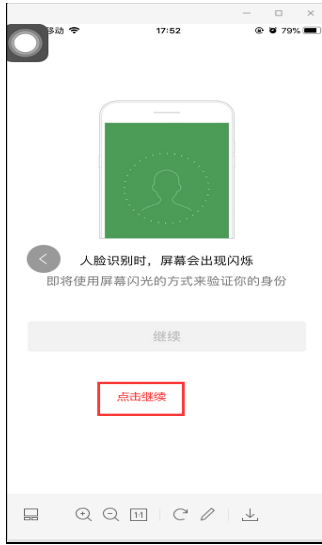 移动
17:52
79%
人脸识别时，屏幕会出现闪烁
即将使用屏幕闪光的方式来验证你的身份
继续
点击继续
1:1